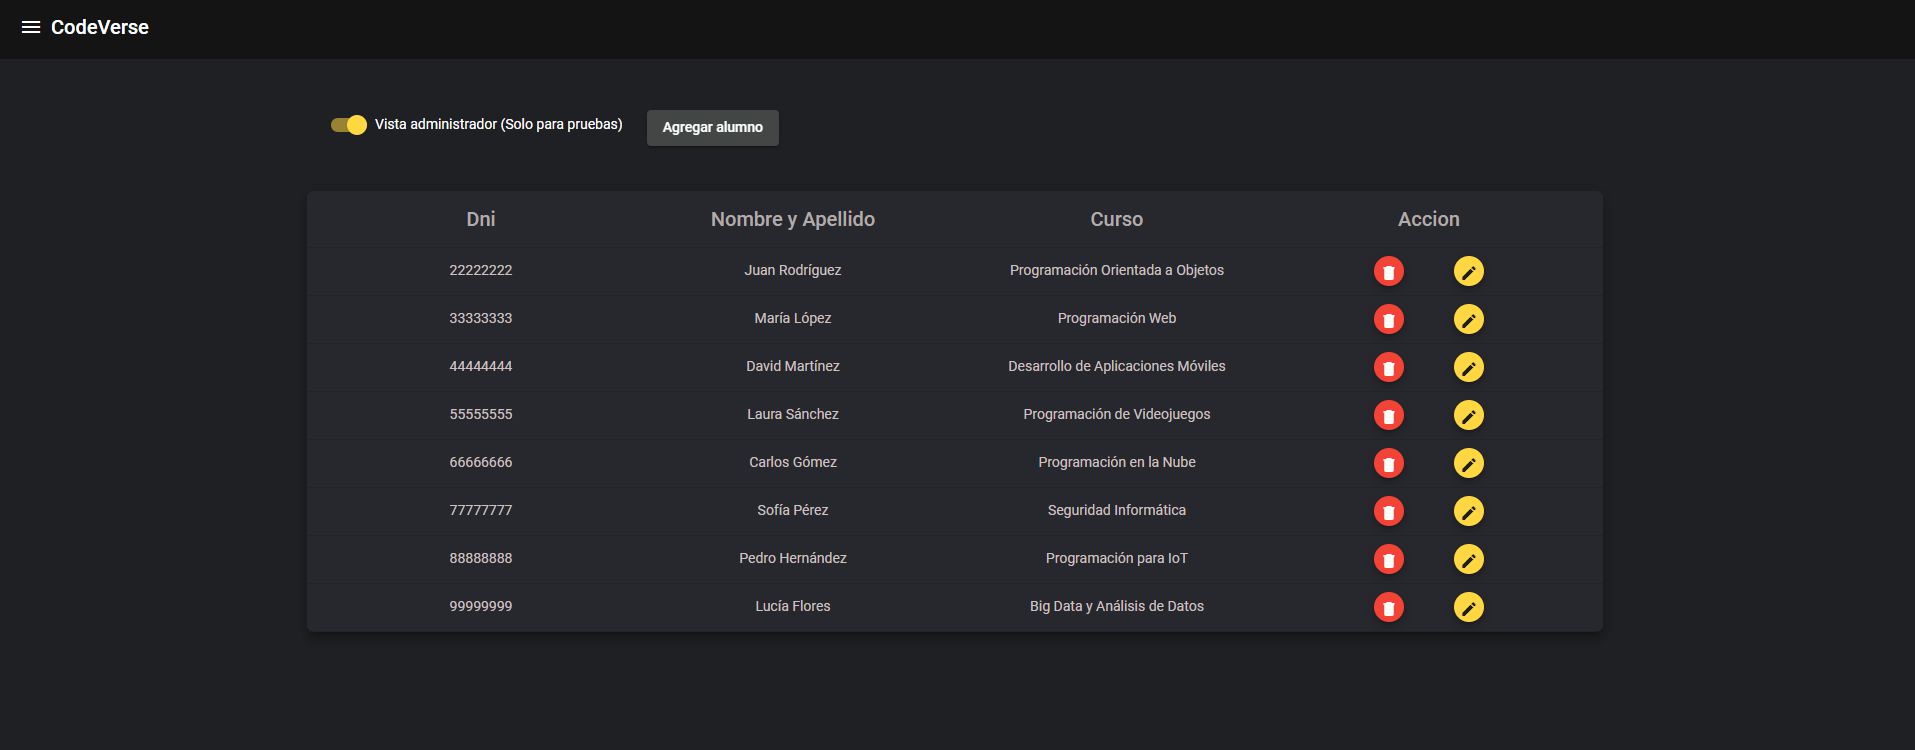 CodeVerse
Vista administrador (Solo para pruebas) Agregar alumno
Dni Nombre y Apellido Curso Accion
22222222 Juan Rodríguez Programación Orientada a Objetos
33333333 María López Programación Web
44444444 David Martínez Desarrollo de Aplicaciones Móviles
55555555 Laura Sánchez Programación de Videojuegos
66666666 Carlos Gómez Programación en la Nube
77777777 Sofía Pérez Seguridad Informática
88888888 Pedro Hernández Programación para IoT
99999999 Lucía Flores Big Data y Análisis de Datos